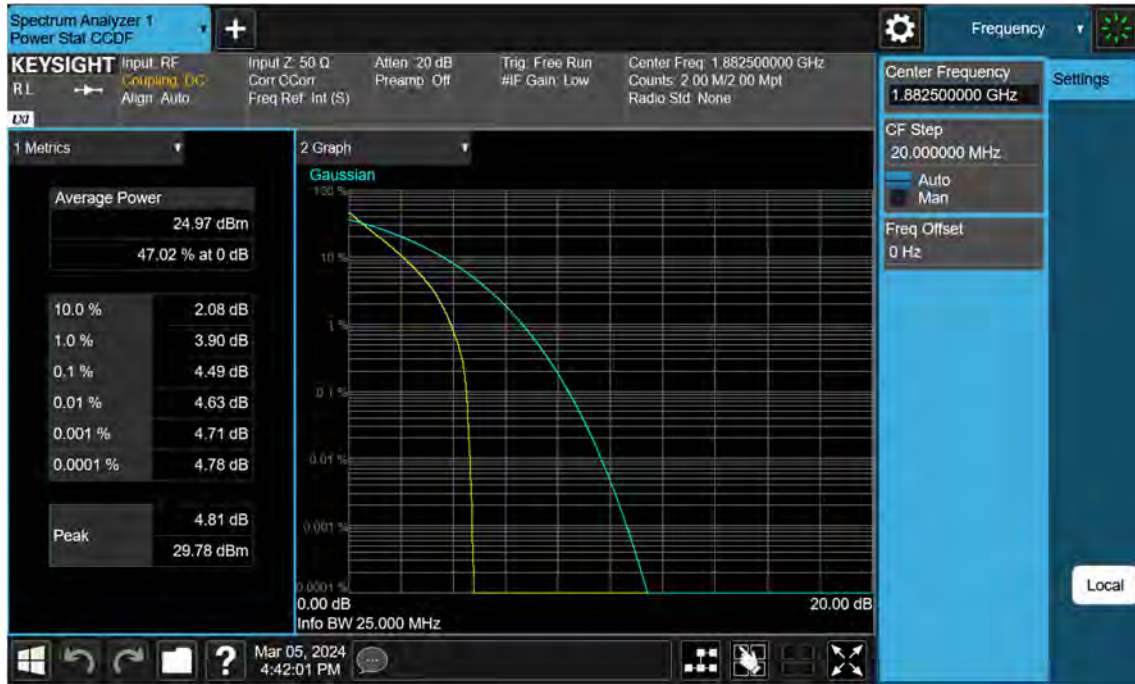 Spectrum Analyzer 1
Power Stat CCDF
+
Frequency
KEYSIGHT
RL
LXI
Input: RF
Coupling: DC
Align: Auto
Input Z: 50 Ω
Corr CCorr
Freq Ref: Int (S)
Atten: 20 dB
Preamp: Off
Trig: Free Run
#IF Gain: Low
Center Freq: 1.882500000 GHz
Counts: 2.00 M/2.00 Mpt
Radio Std: None
Center Frequency
1.882500000 GHz
Settings
CF Step
20.000000 MHz
Auto
Man
Freq Offset
0 Hz
1 Metrics
Average Power
24.97 dBm
47.02 % at 0 dB
10.0 % 2.08 dB
1.0 % 3.90 dB
0.1 % 4.49 dB
0.01 % 4.63 dB
0.001 % 4.71 dB
0.0001 % 4.78 dB
Peak
4.81 dB
29.78 dBm
2 Graph
Gaussian
100 %
10 %
1 %
0.1 %
0.01 %
0.001 %
0.0001 %
0.00 dB
20.00 dB
Info BW 25.000 MHz
Local
?
Mar 05, 2024
4:42:01 PM